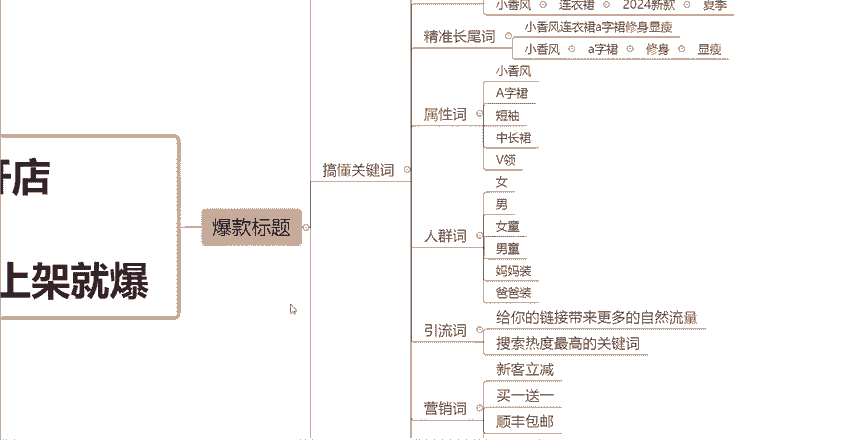 小香风 连衣裙 2024新款 夏季
精准长尾词
小香风连衣裙a字裙修身显瘦
小香风 a字裙 修身 显瘦
属性词
小香风
A字裙
短袖
中长裙
V领
开店
上架就爆
爆款标题
搞懂关键词
人群词
女
男
女童
男童
妈妈装
爸爸装
引流词
给你的链接带来更多的自然流量
搜索热度最高的关键词
营销词
新客立减
买一送一
顺丰包邮